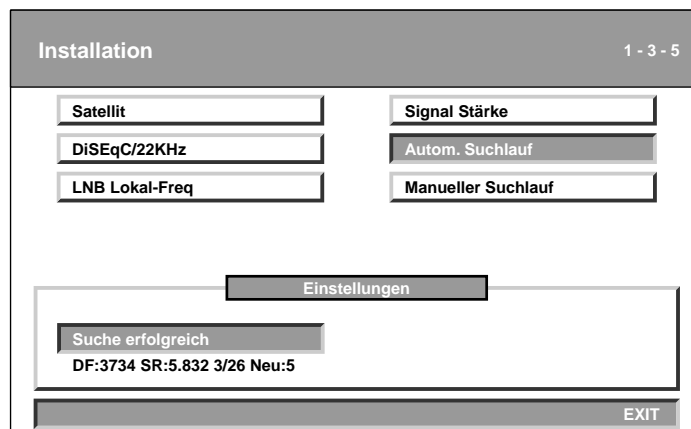 Installation 1 - 3 - 5
Satellit Signal Stärke
DiSEqC/22KHz Autom. Suchlauf
LNB Lokal-Freq Manueller Suchlauf
Einstellungen
Suche erfolgreich
DF:3734 SR:5.832 3/26 Neu:5
EXIT